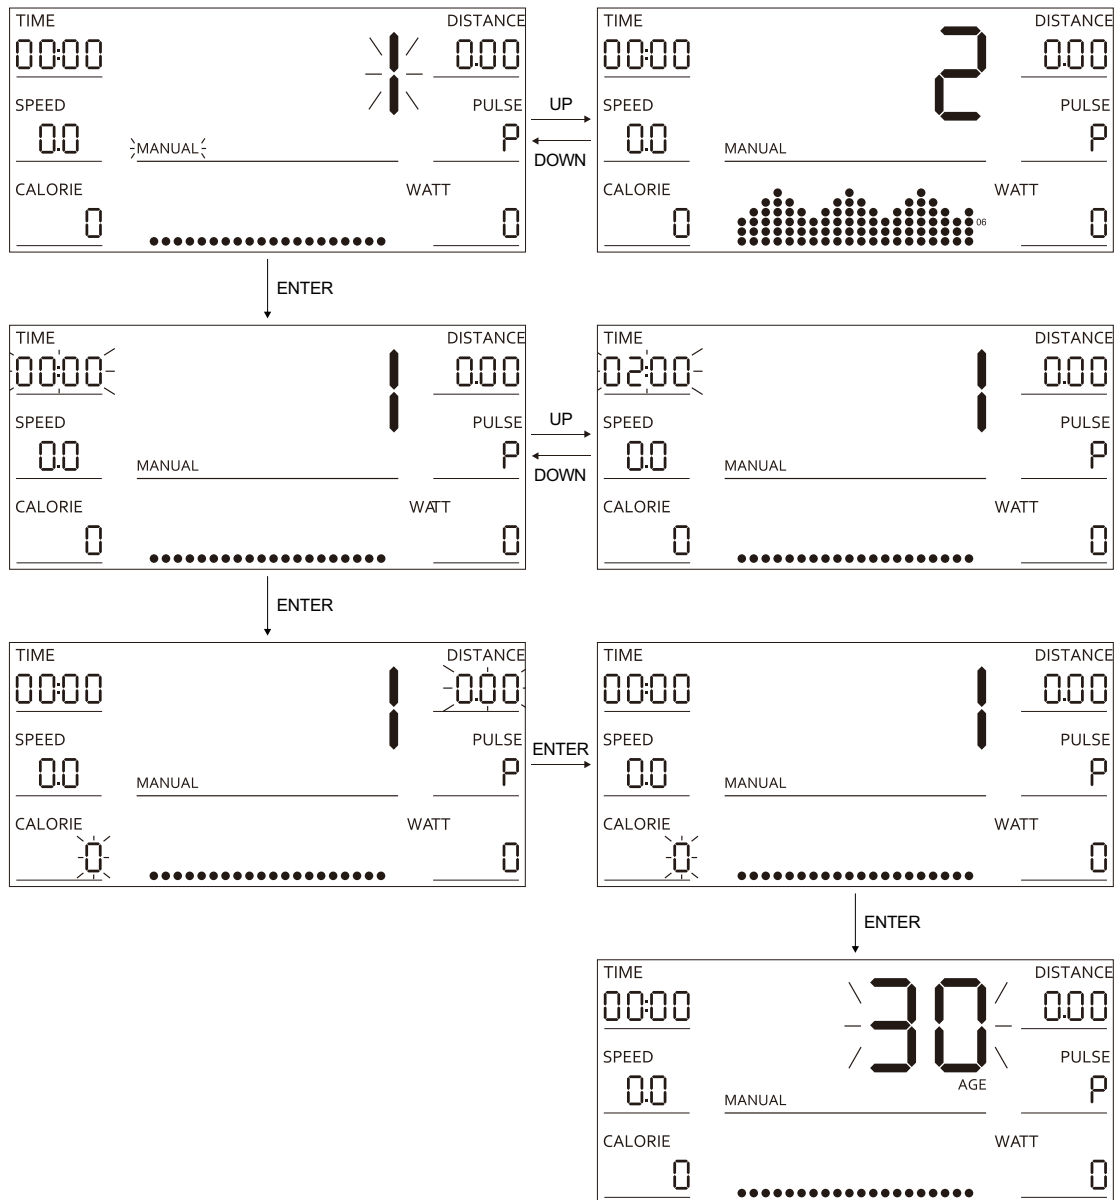 TIME DISTANCE
00:00 1 0.00
SPEED PULSE
0.0 MANUAL P
CALORIE WATT
0 0
UP
DOWN
TIME DISTANCE
00:00 2 0.00
SPEED PULSE
0.0 MANUAL P
CALORIE WATT
0 06 0
ENTER
TIME DISTANCE
00:00 1 0.00
SPEED PULSE
0.0 MANUAL P
CALORIE WATT
0 0
UP
DOWN
TIME DISTANCE
02:00 1 0.00
SPEED PULSE
0.0 MANUAL P
CALORIE WATT
0 0
ENTER
TIME DISTANCE
00:00 1 0.00
SPEED PULSE
0.0 MANUAL P
CALORIE WATT
0 0
ENTER
TIME DISTANCE
00:00 1 0.00
SPEED PULSE
0.0 MANUAL P
CALORIE WATT
0 0
ENTER
TIME DISTANCE
00:00 30 0.00
SPEED PULSE
AGE
0.0 MANUAL P
CALORIE WATT
0 0